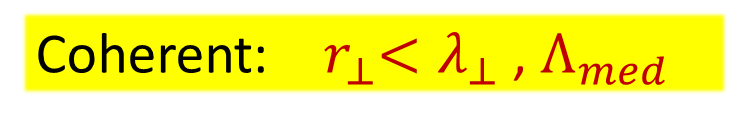 Coherent: r⊥< λ⊥ , Λmed